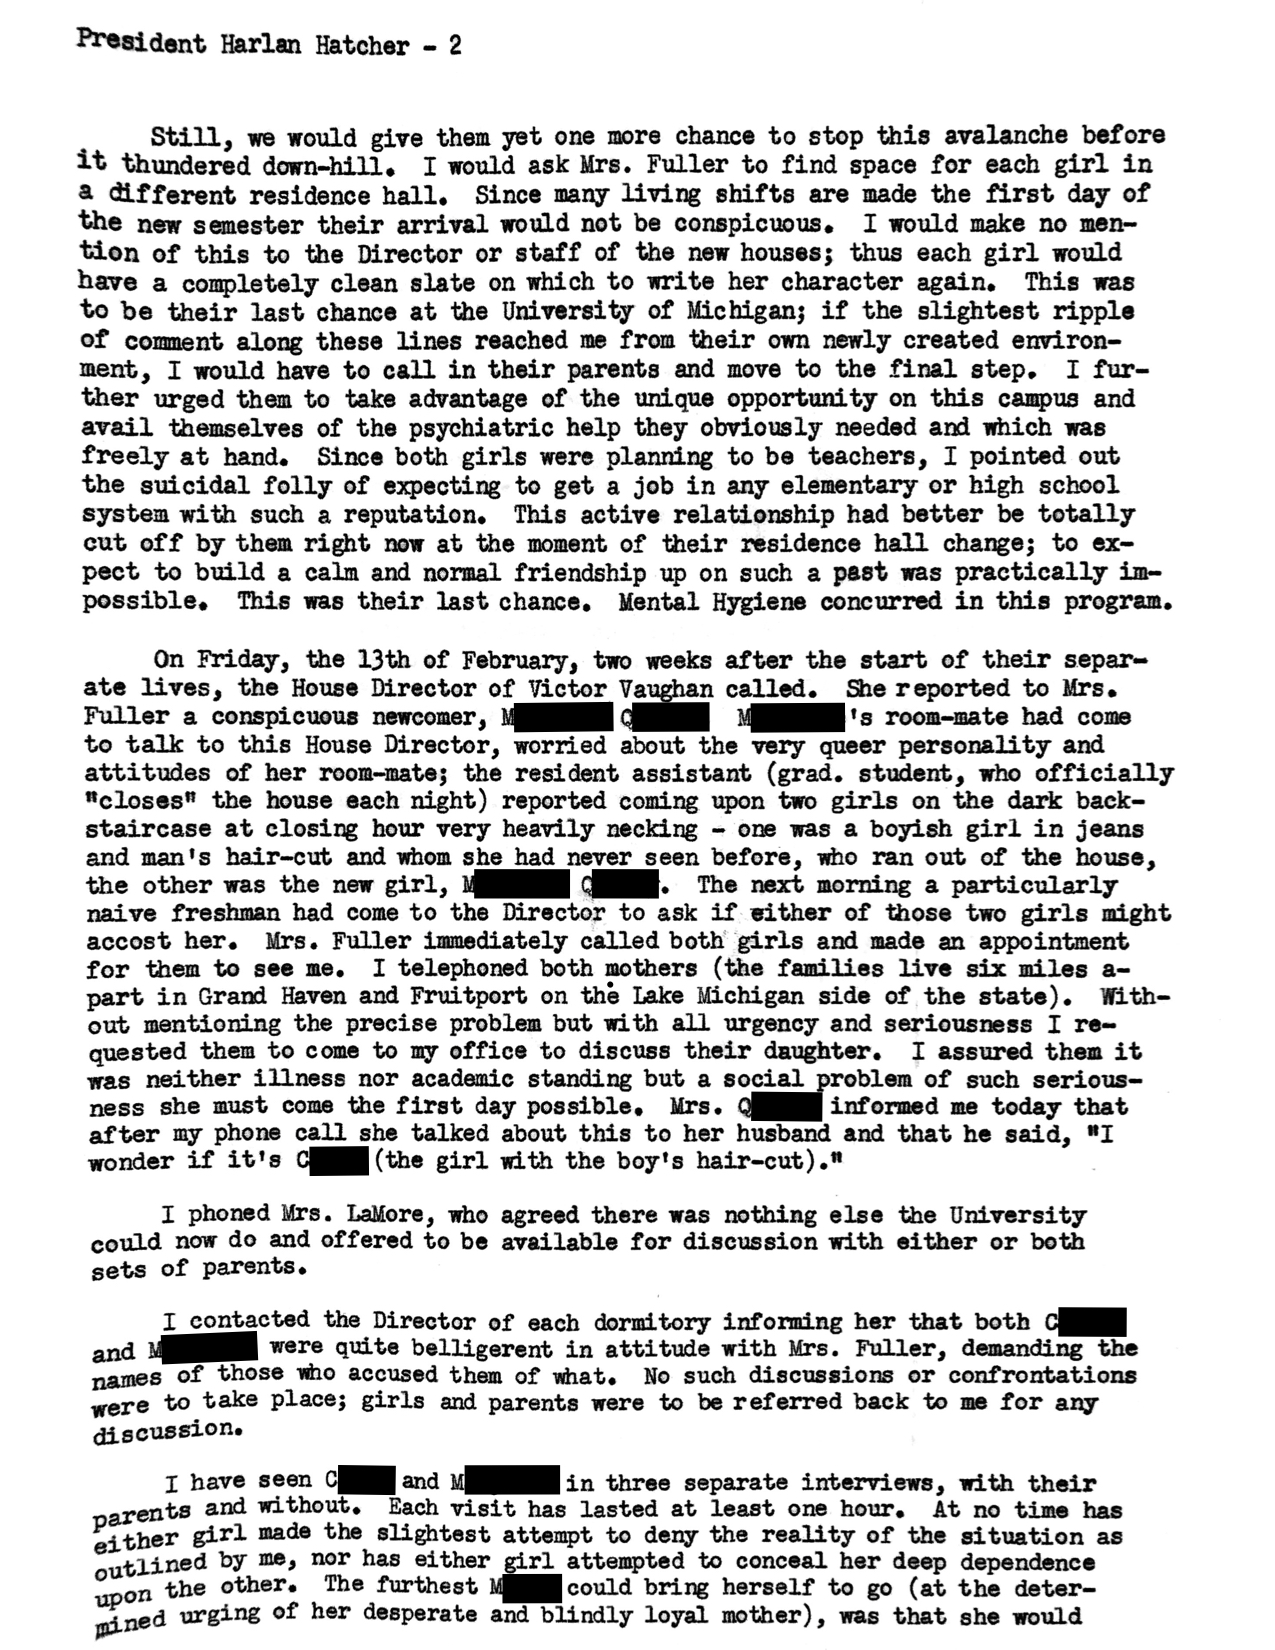 President Harlan Hatcher - 2
Still, we would give them yet one more chance to stop this avalanche before
it thundered down-hill. I would ask Mrs. Fuller to find space for each girl in
a different residence hall. Since many living shifts are made the first day of
the new semester their arrival would not be conspicuous. I would make no men-
tion of this to the Director or staff of the new houses; thus each girl would
have a completely clean slate on which to write her character again. This was
to be their last chance at the University of Michigan; if the slightest ripple
of comment along these lines reached me from their own newly created environ-
ment, I would have to call in their parents and move to the final step. I fur-
ther urged them to take advantage of the unique opportunity on this campus and
avail themselves of the psychiatric help they obviously needed and which was
freely at hand. Since both girls were planning to be teachers, I pointed out
the suicidal folly of expecting to get a job in any elementary or high school
system with such a reputation. This active relationship had better be totally
cut off by them right now at the moment of their residence hall change; to ex-
pect to build a calm and normal friendship up on such a past was practically im-
possible. This was their last chance. Mental Hygiene concurred in this program.
On Friday, the 13th of February, two weeks after the start of their separ-
ate lives, the House Director of Victor Vaughan called. She reported to Mrs.
Fuller a conspicuous newcomer, M Q M 's room-mate had come
to talk to this House Director, worried about the very queer personality and
attitudes of her room-mate; the resident assistant (grad. student, who officially
"closes" the house each night) reported coming upon two girls on the dark back-
staircase at closing hour very heavily necking - one was a boyish girl in jeans
and man's hair-cut and whom she had never seen before, who ran out of the house,
the other was the new girl, M Q. The next morning a particularly
naive freshman had come to the Director to ask if either of those two girls might
accost her. Mrs. Fuller immediately called both girls and made an appointment
for them to see me. I telephoned both mothers (the families live six miles a-
part in Grand Haven and Fruitport on the Lake Michigan side of the state). With-
out mentioning the precise problem but with all urgency and seriousness I re-
quested them to come to my office to discuss their daughter. I assured them it
was neither illness nor academic standing but a social problem of such serious-
ness she must come the first day possible. Mrs. Q informed me today that
after my phone call she talked about this to her husband and that he said, "I
wonder if it's C (the girl with the boy's hair-cut)."
I phoned Mrs. LaMore, who agreed there was nothing else the University
could now do and offered to be available for discussion with either or both
sets of parents.
I contacted the Director of each dormitory informing her that both C
and M were quite belligerent in attitude with Mrs. Fuller, demanding the
names of those who accused them of what. No such discussions or confrontations
were to take place; girls and parents were to be referred back to me for any
discussion.
I have seen C and M in three separate interviews, with their
parents and without. Each visit has lasted at least one hour. At no time has
either girl made the slightest attempt to deny the reality of the situation as
outlined by me, nor has either girl attempted to conceal her deep dependence
upon the other. The furthest M could bring herself to go (at the deter-
mined urging of her desperate and blindly loyal mother), was that she would